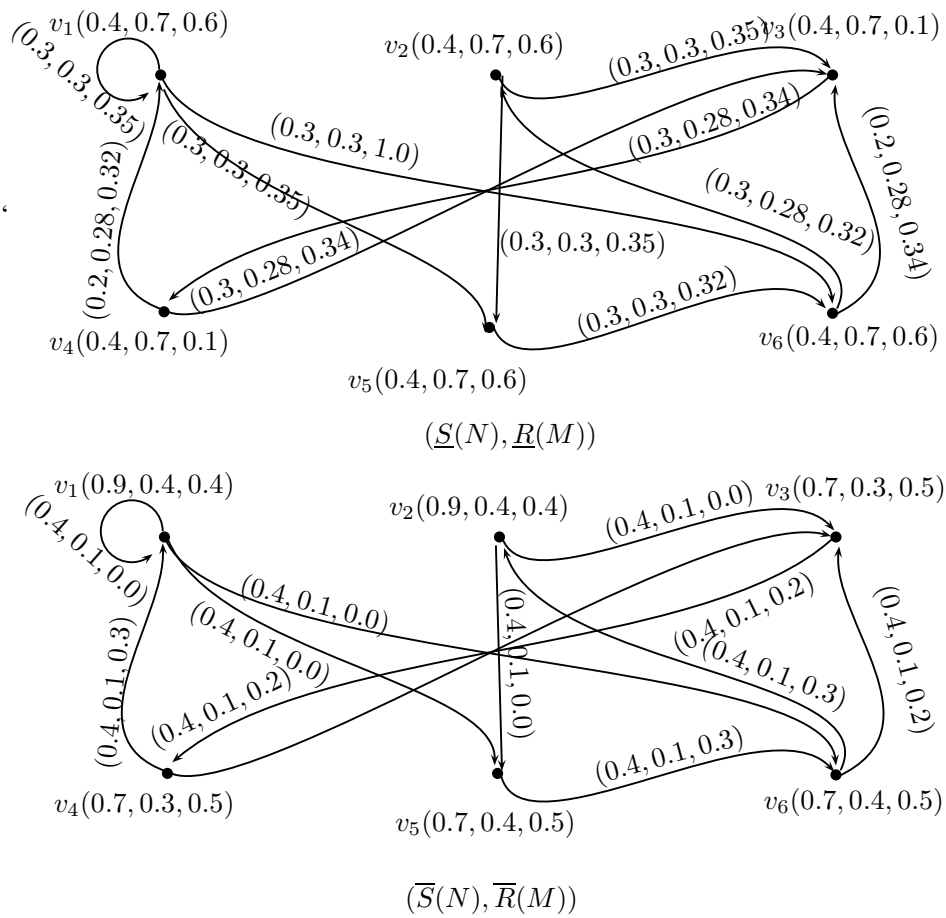 v₁(0.4, 0.7, 0.6)
v₂(0.4, 0.7, 0.6)
v₃(0.4, 0.7, 0.1)
(0.3, 0.3, 0.35)
(0.3, 0.3, 0.35)
(0.3, 0.3, 1.0)
(0.3, 0.3, 0.35)
(0.3, 0.28, 0.34)
(0.2, 0.28, 0.32)
(0.3, 0.28, 0.32)
(0.2, 0.28, 0.34)
‘
(0.3, 0.28, 0.34)
(0.3, 0.3, 0.35)
(0.3, 0.3, 0.32)
v₄(0.4, 0.7, 0.1)
v₅(0.4, 0.7, 0.6)
v₆(0.4, 0.7, 0.6)
(S̲(N), R̲(M))
v₁(0.9, 0.4, 0.4)
v₂(0.9, 0.4, 0.4)
v₃(0.7, 0.3, 0.5)
(0.4, 0.1, 0.0)
(0.4, 0.1, 0.0)
(0.4, 0.1, 0.0)
(0.4, 0.1, 0.0)
(0.4, 0.1, 0.0)
(0.4, 0.1, 0.2)
(0.4, 0.1, 0.3)
(0.4, 0.1, 0.2)
(0.4, 0.1, 0.3)
(0.4, 0.1, 0.2)
(0.4, 0.1, 0.3)
v₄(0.7, 0.3, 0.5)
v₅(0.7, 0.4, 0.5)
v₆(0.7, 0.4, 0.5)
(S̅(N), R̅(M))